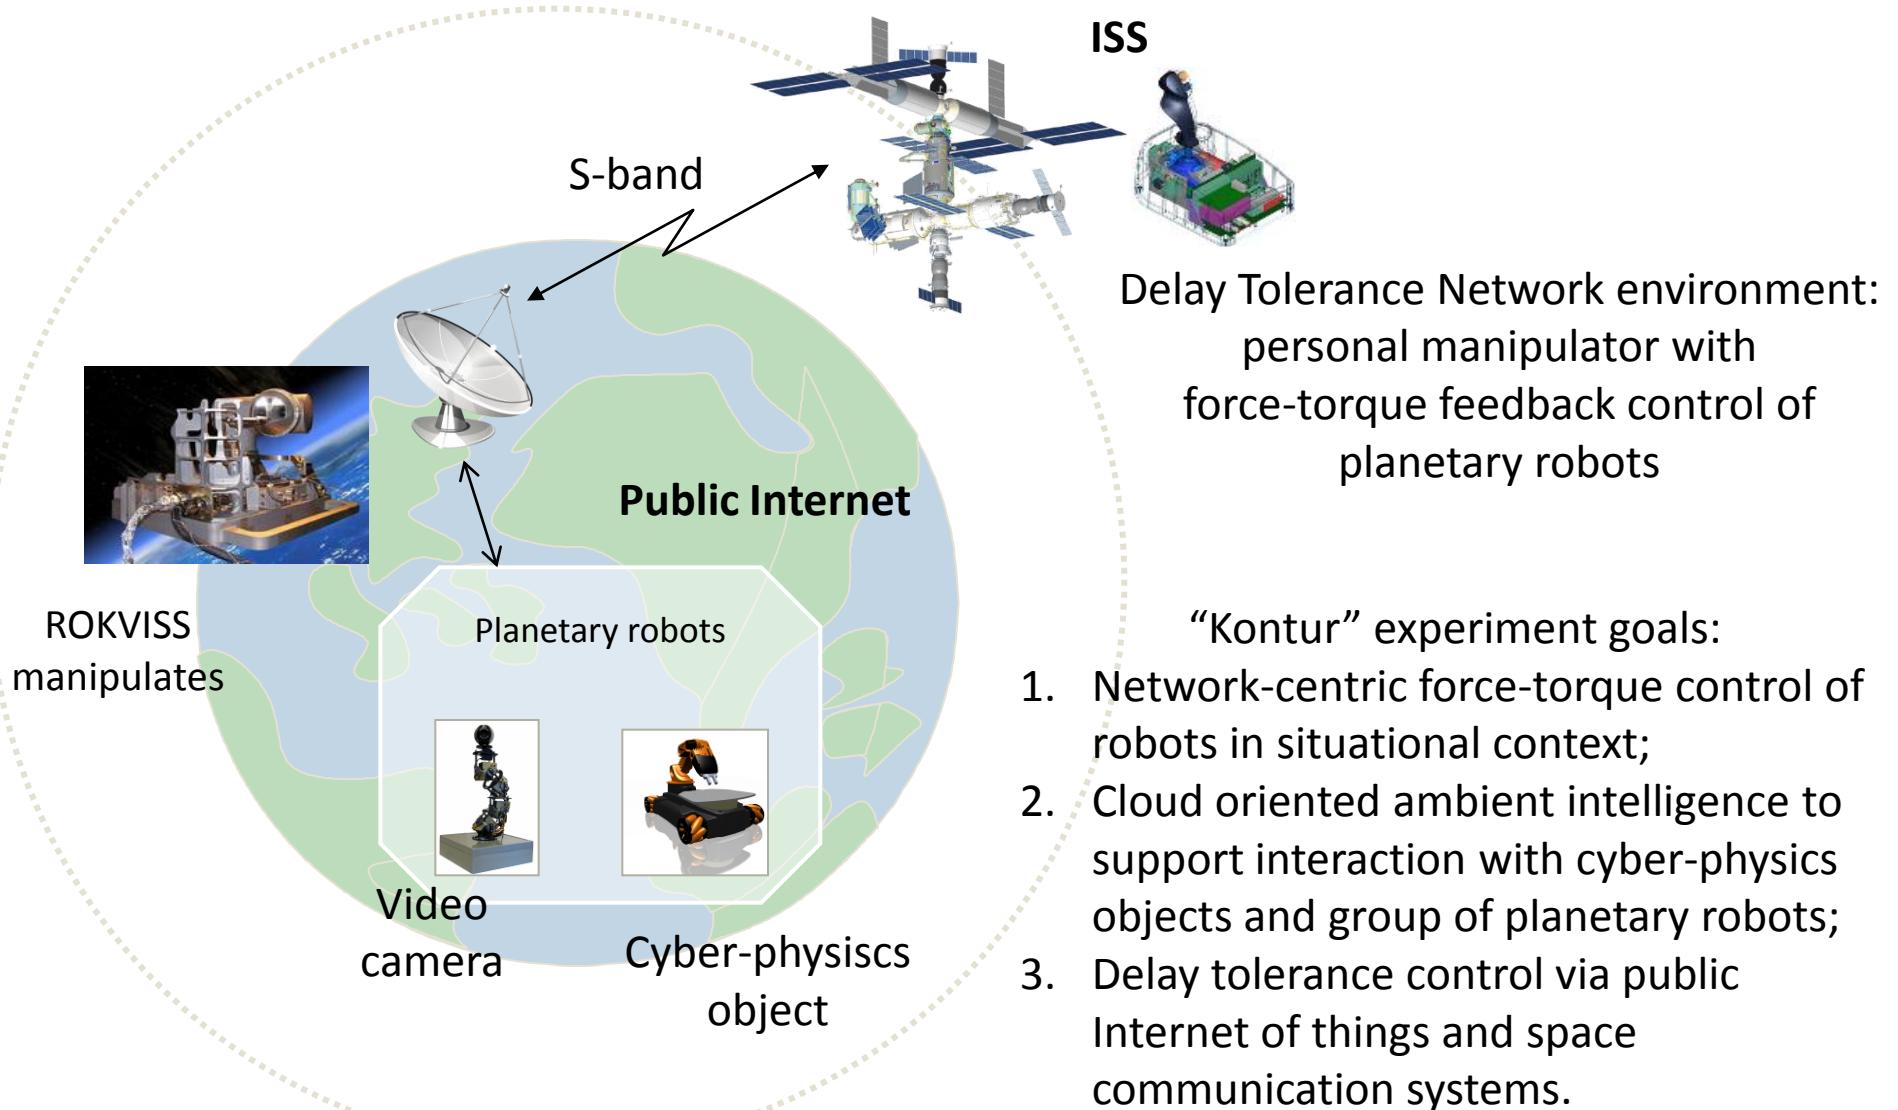 ISS
S-band
Delay Tolerance Network environment:
personal manipulator with
force-torque feedback control of
planetary robots
Public Internet
ROKVISS
manipulates
Planetary robots
Video
camera
Cyber-physiscs
object
“Kontur” experiment goals:
1. Network-centric force-torque control of
robots in situational context;
2. Cloud oriented ambient intelligence to
support interaction with cyber-physics
objects and group of planetary robots;
3. Delay tolerance control via public
Internet of things and space
communication systems.